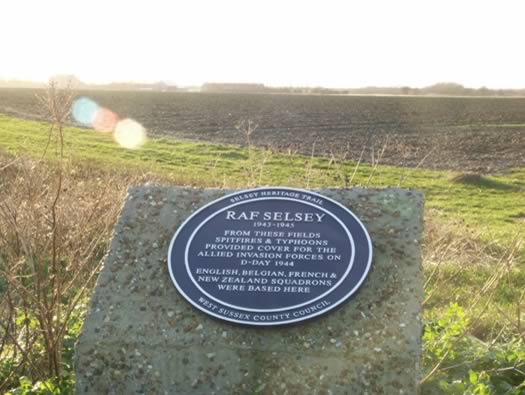 SELSEY HERITAGE TRAIL
RAF SELSEY
1943-1945
FROM THESE FIELDS
SPITFIRES & TYPHOONS
PROVIDED COVER FOR THE
ALLIED INVASION FORCES ON
D-DAY 1944
ENGLISH, BELGIAN, FRENCH &
NEW ZEALAND SQUADRONS
WERE BASED HERE
WEST SUSSEX COUNTY COUNCIL